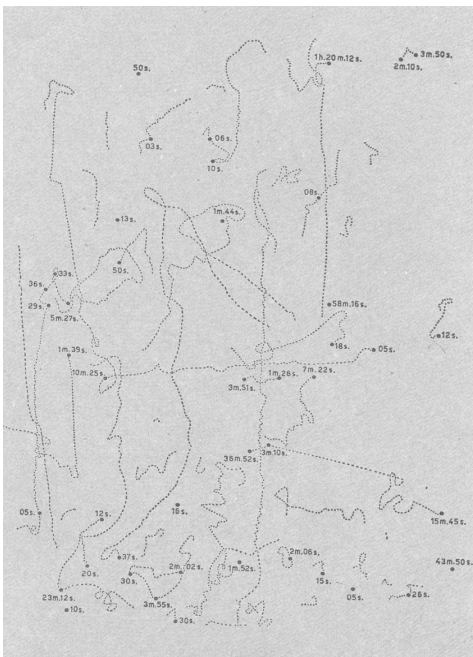 50s.
1h.20m.12s.
3m.50s.
2m.10s.
03s.
06s.
10s.
08s.
13s.
1m.44s.
50s.
33s.
36s.
29s.
5m.27s.
58m.16s.
12s.
18s.
05s.
1m.39s.
10m.25s.
3m.51s.
1m.28s.
7m.22s.
36m.52s.
3m.10s.
05s.
12s.
16s.
15m.45s.
37s.
20s.
30s.
2m.02s.
1m.52s.
2m.06s.
15s.
43m.50s.
23m.12s.
10s.
3m.55s.
30s.
05s.
26s.